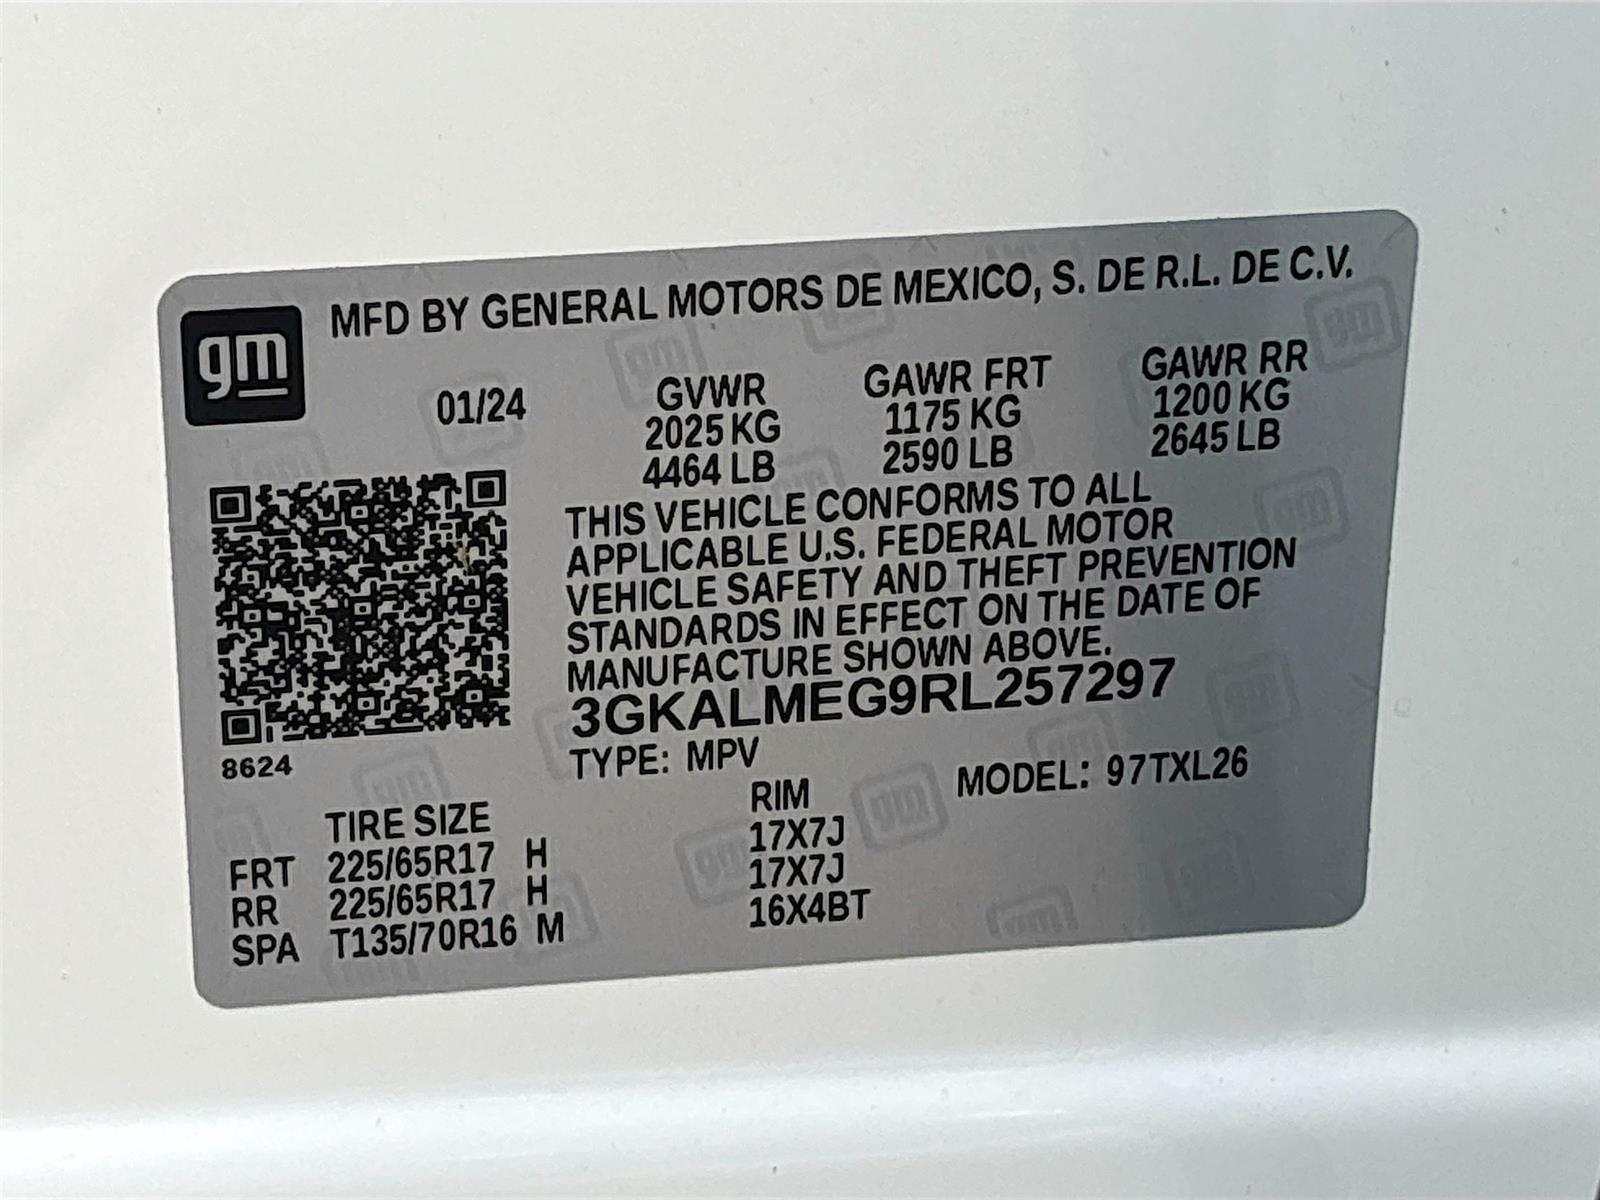 gm MFD BY GENERAL MOTORS DE MEXICO, S. DE R.L. DE C.V.
01/24 GVWR GAWR FRT GAWR RR
2025 KG 1175 KG 1200 KG
4464 LB 2590 LB 2645 LB
THIS VEHICLE CONFORMS TO ALL
APPLICABLE U.S. FEDERAL MOTOR
VEHICLE SAFETY AND THEFT PREVENTION
STANDARDS IN EFFECT ON THE DATE OF
MANUFACTURE SHOWN ABOVE.
3GKALMEG9RL257297
8624 TYPE: MPV MODEL: 97TXL26
TIRE SIZE RIM
FRT 225/65R17 H 17X7J
RR 225/65R17 H 17X7J
SPA T135/70R16 M 16X4BT